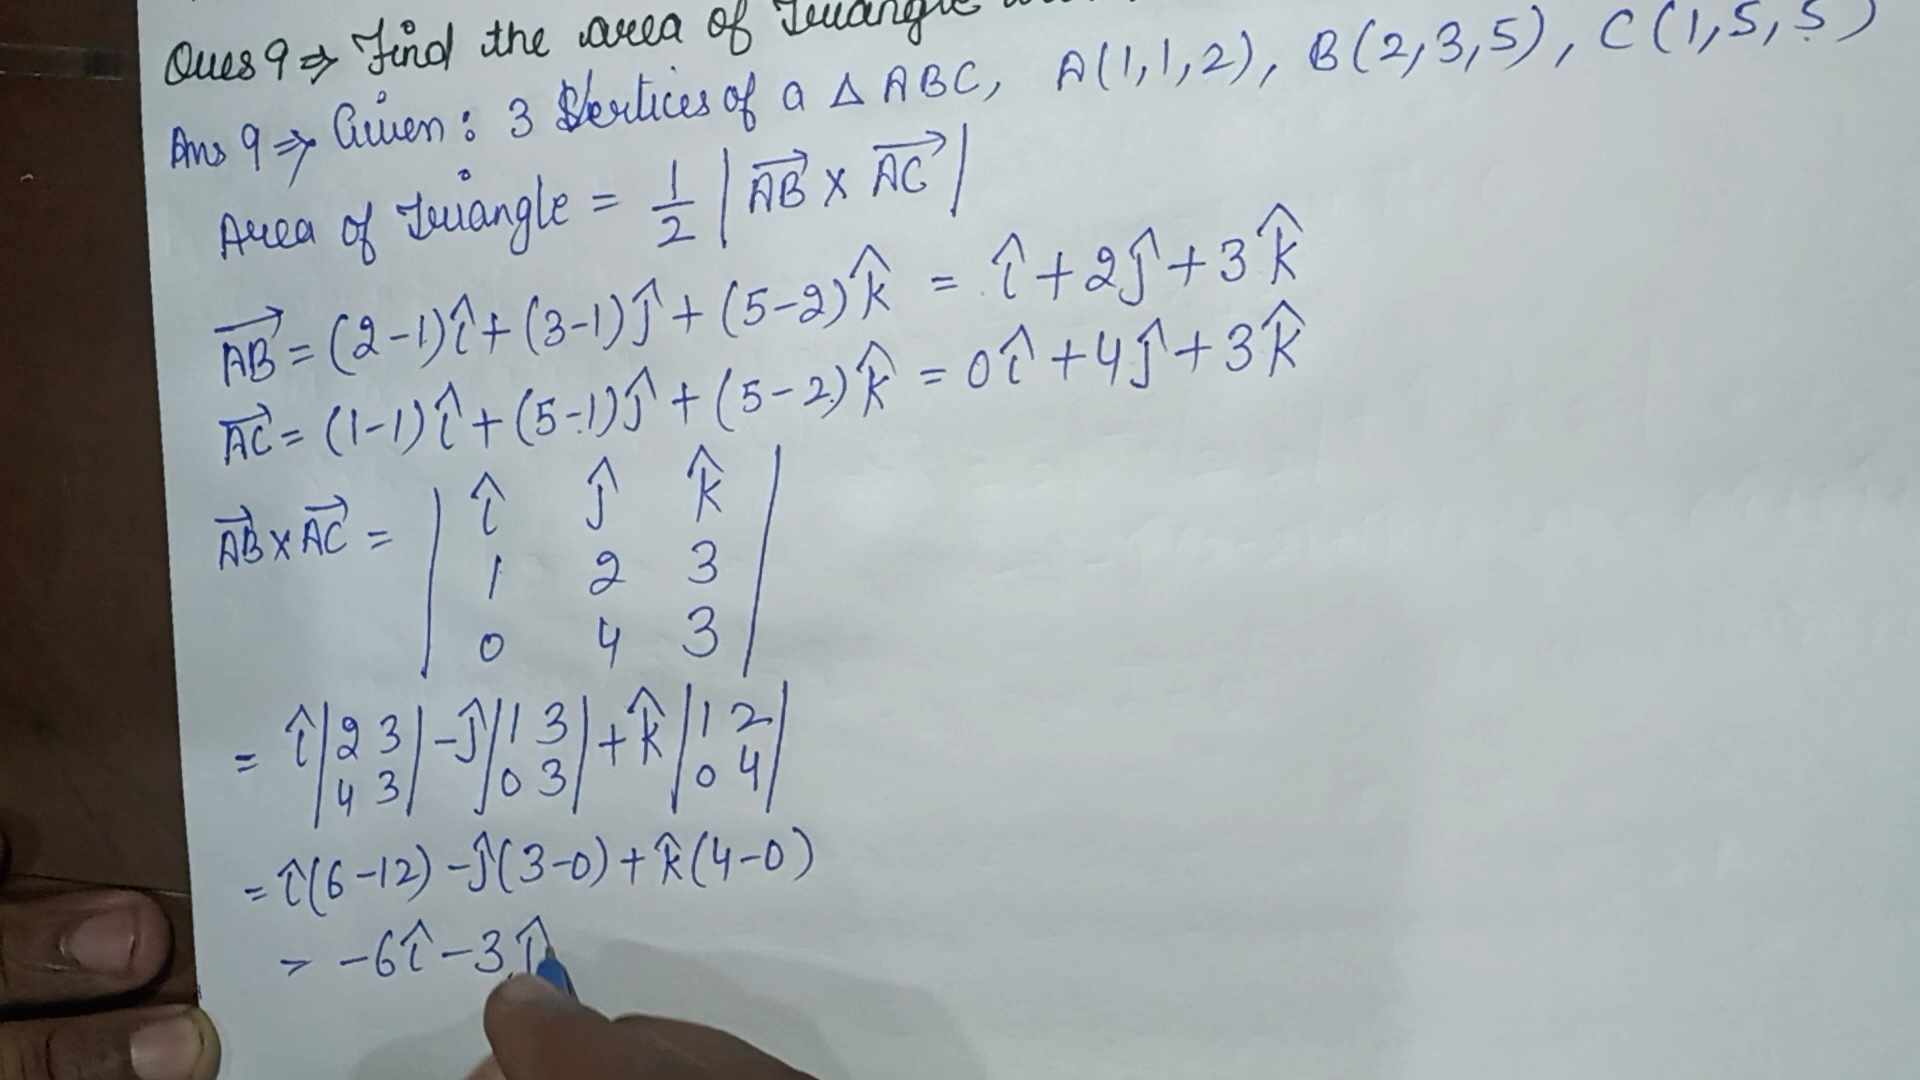 Ques 9 ⇒ Find the area of Triangle
Ans 9 ⇒ Given : 3 Vertices of a Δ ABC, A(1,1,2), B(2,3,5), C(1,5,5)
Area of Triangle = 1/2 |AB⃗ × AC⃗|
AB⃗ = (2-1)î + (3-1)ĵ + (5-2)k̂ = î + 2ĵ + 3k̂
AC⃗ = (1-1)î + (5-1)ĵ + (5-2)k̂ = 0î + 4ĵ + 3k̂
AB⃗ × AC⃗ = | î ĵ k̂ |
| 1 2 3 |
| 0 4 3 |
= î |2 3| - ĵ |1 3| + k̂ |1 2|
|4 3| |0 3| |0 4|
= î(6-12) - ĵ(3-0) + k̂(4-0)
= -6î - 3ĵ